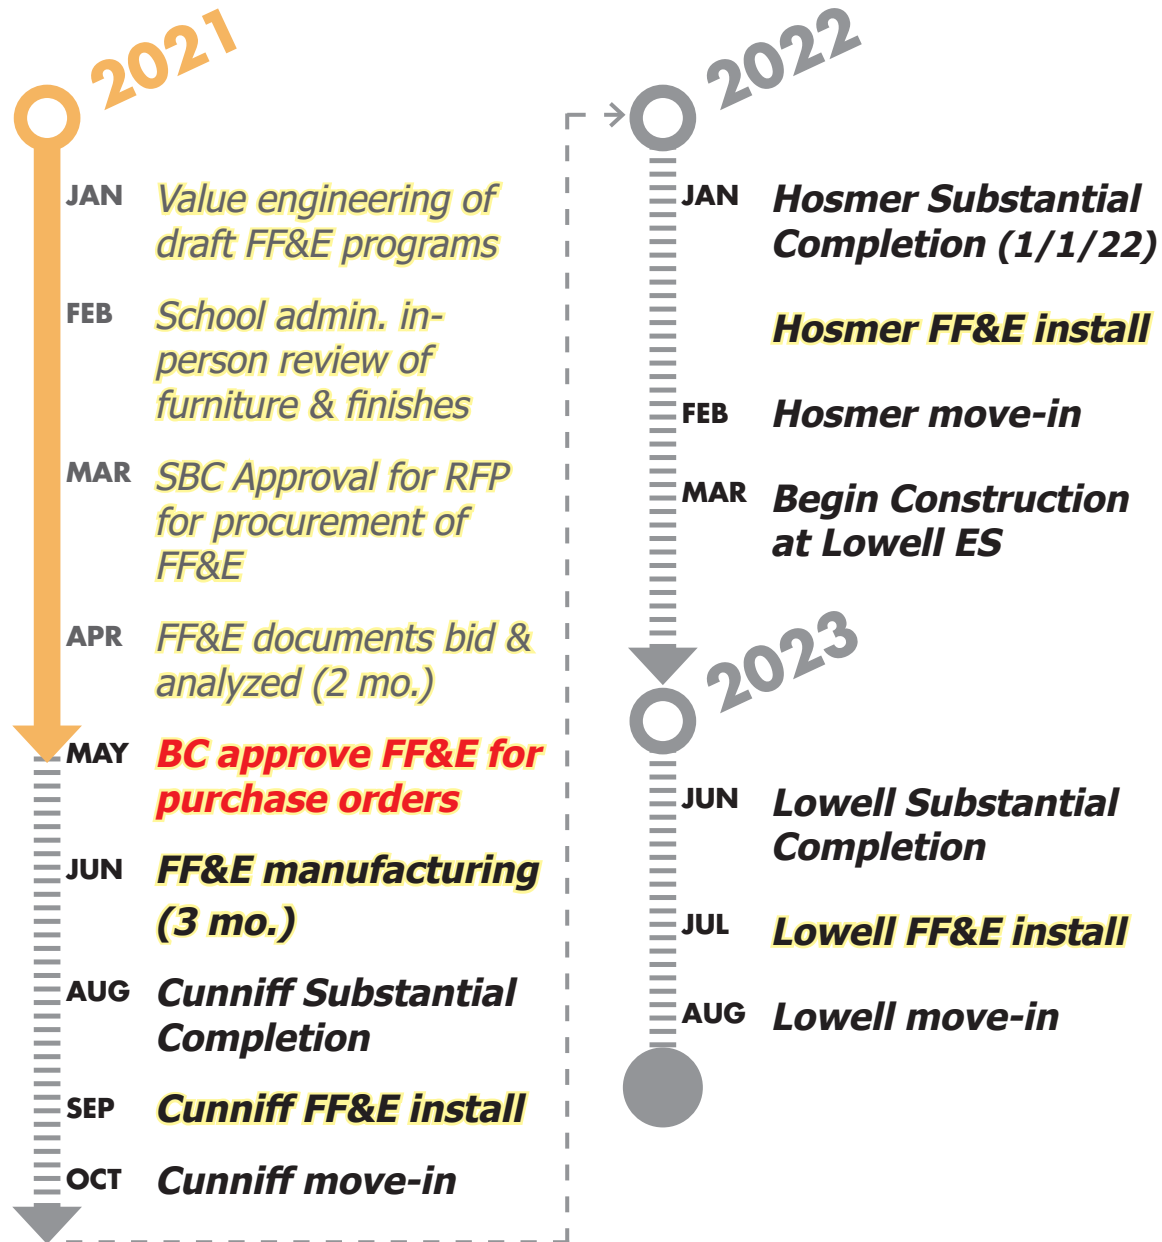 2021
JAN Value engineering of
draft FF&E programs
FEB School admin. in-
person review of
furniture & finishes
MAR SBC Approval for RFP
for procurement of
FF&E
APR FF&E documents bid &
analyzed (2 mo.)
MAY BC approve FF&E for
purchase orders
JUN FF&E manufacturing
(3 mo.)
AUG Cunniff Substantial
Completion
SEP Cunniff FF&E install
OCT Cunniff move-in
2022
JAN Hosmer Substantial
Completion (1/1/22)
Hosmer FF&E install
FEB Hosmer move-in
MAR Begin Construction
at Lowell ES
2023
JUN Lowell Substantial
Completion
JUL Lowell FF&E install
AUG Lowell move-in